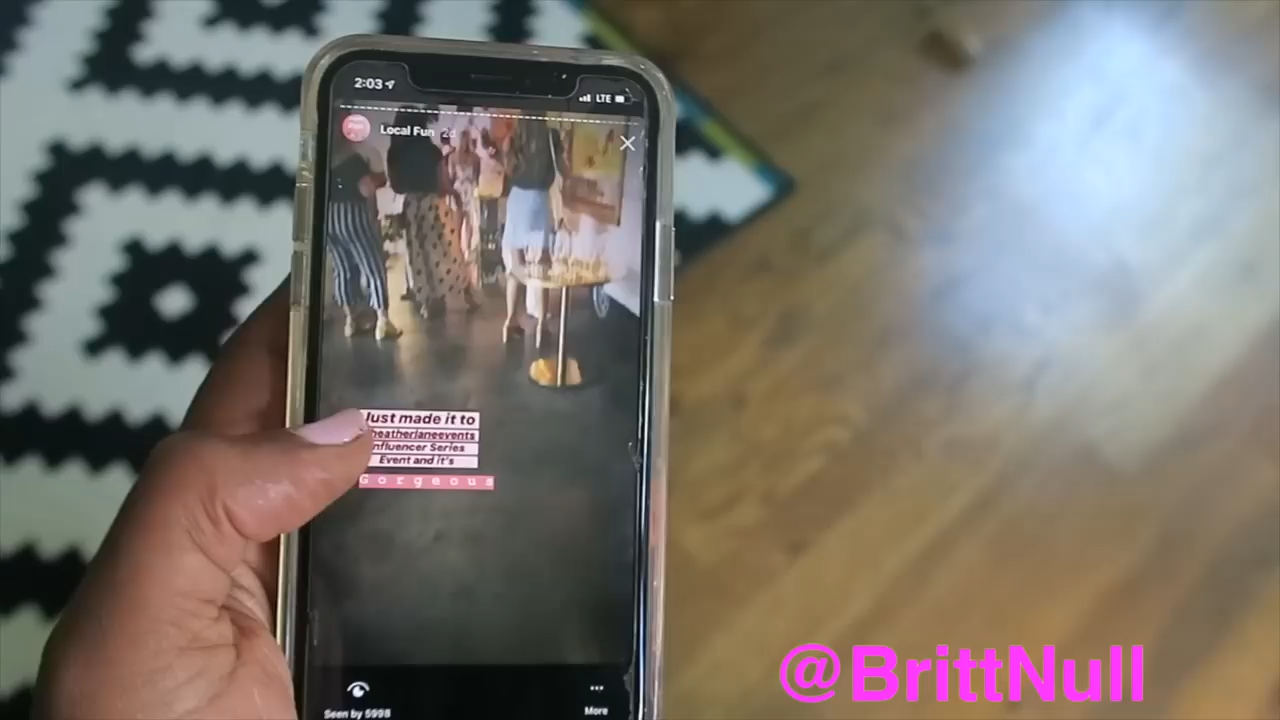 2:03
LTE
Local Fun 2d
Just made it to
heatherlaneevents
Influencer Series
Event and it's
Gorgeous
Seen by 5998
More
@BrittNull